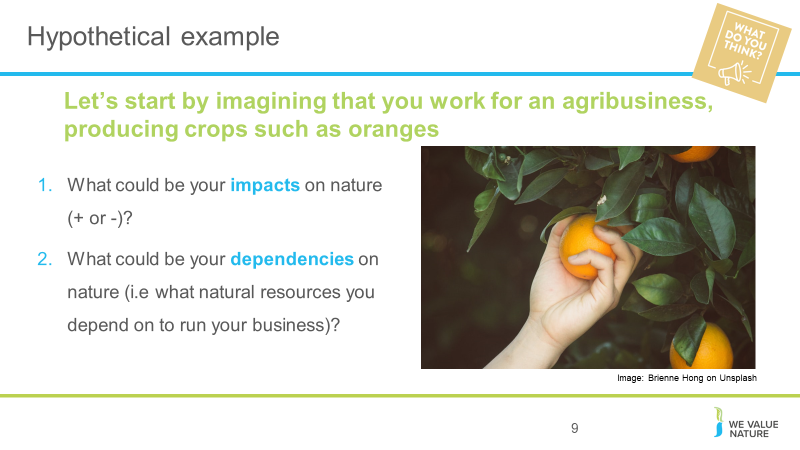 Hypothetical example
WHAT
DO YOU
THINK?
Let’s start by imagining that you work for an agribusiness,
producing crops such as oranges
1. What could be your impacts on nature
(+ or -)?
2. What could be your dependencies on
nature (i.e what natural resources you
depend on to run your business)?
Image: Brienne Hong on Unsplash
9
WE VALUE
NATURE